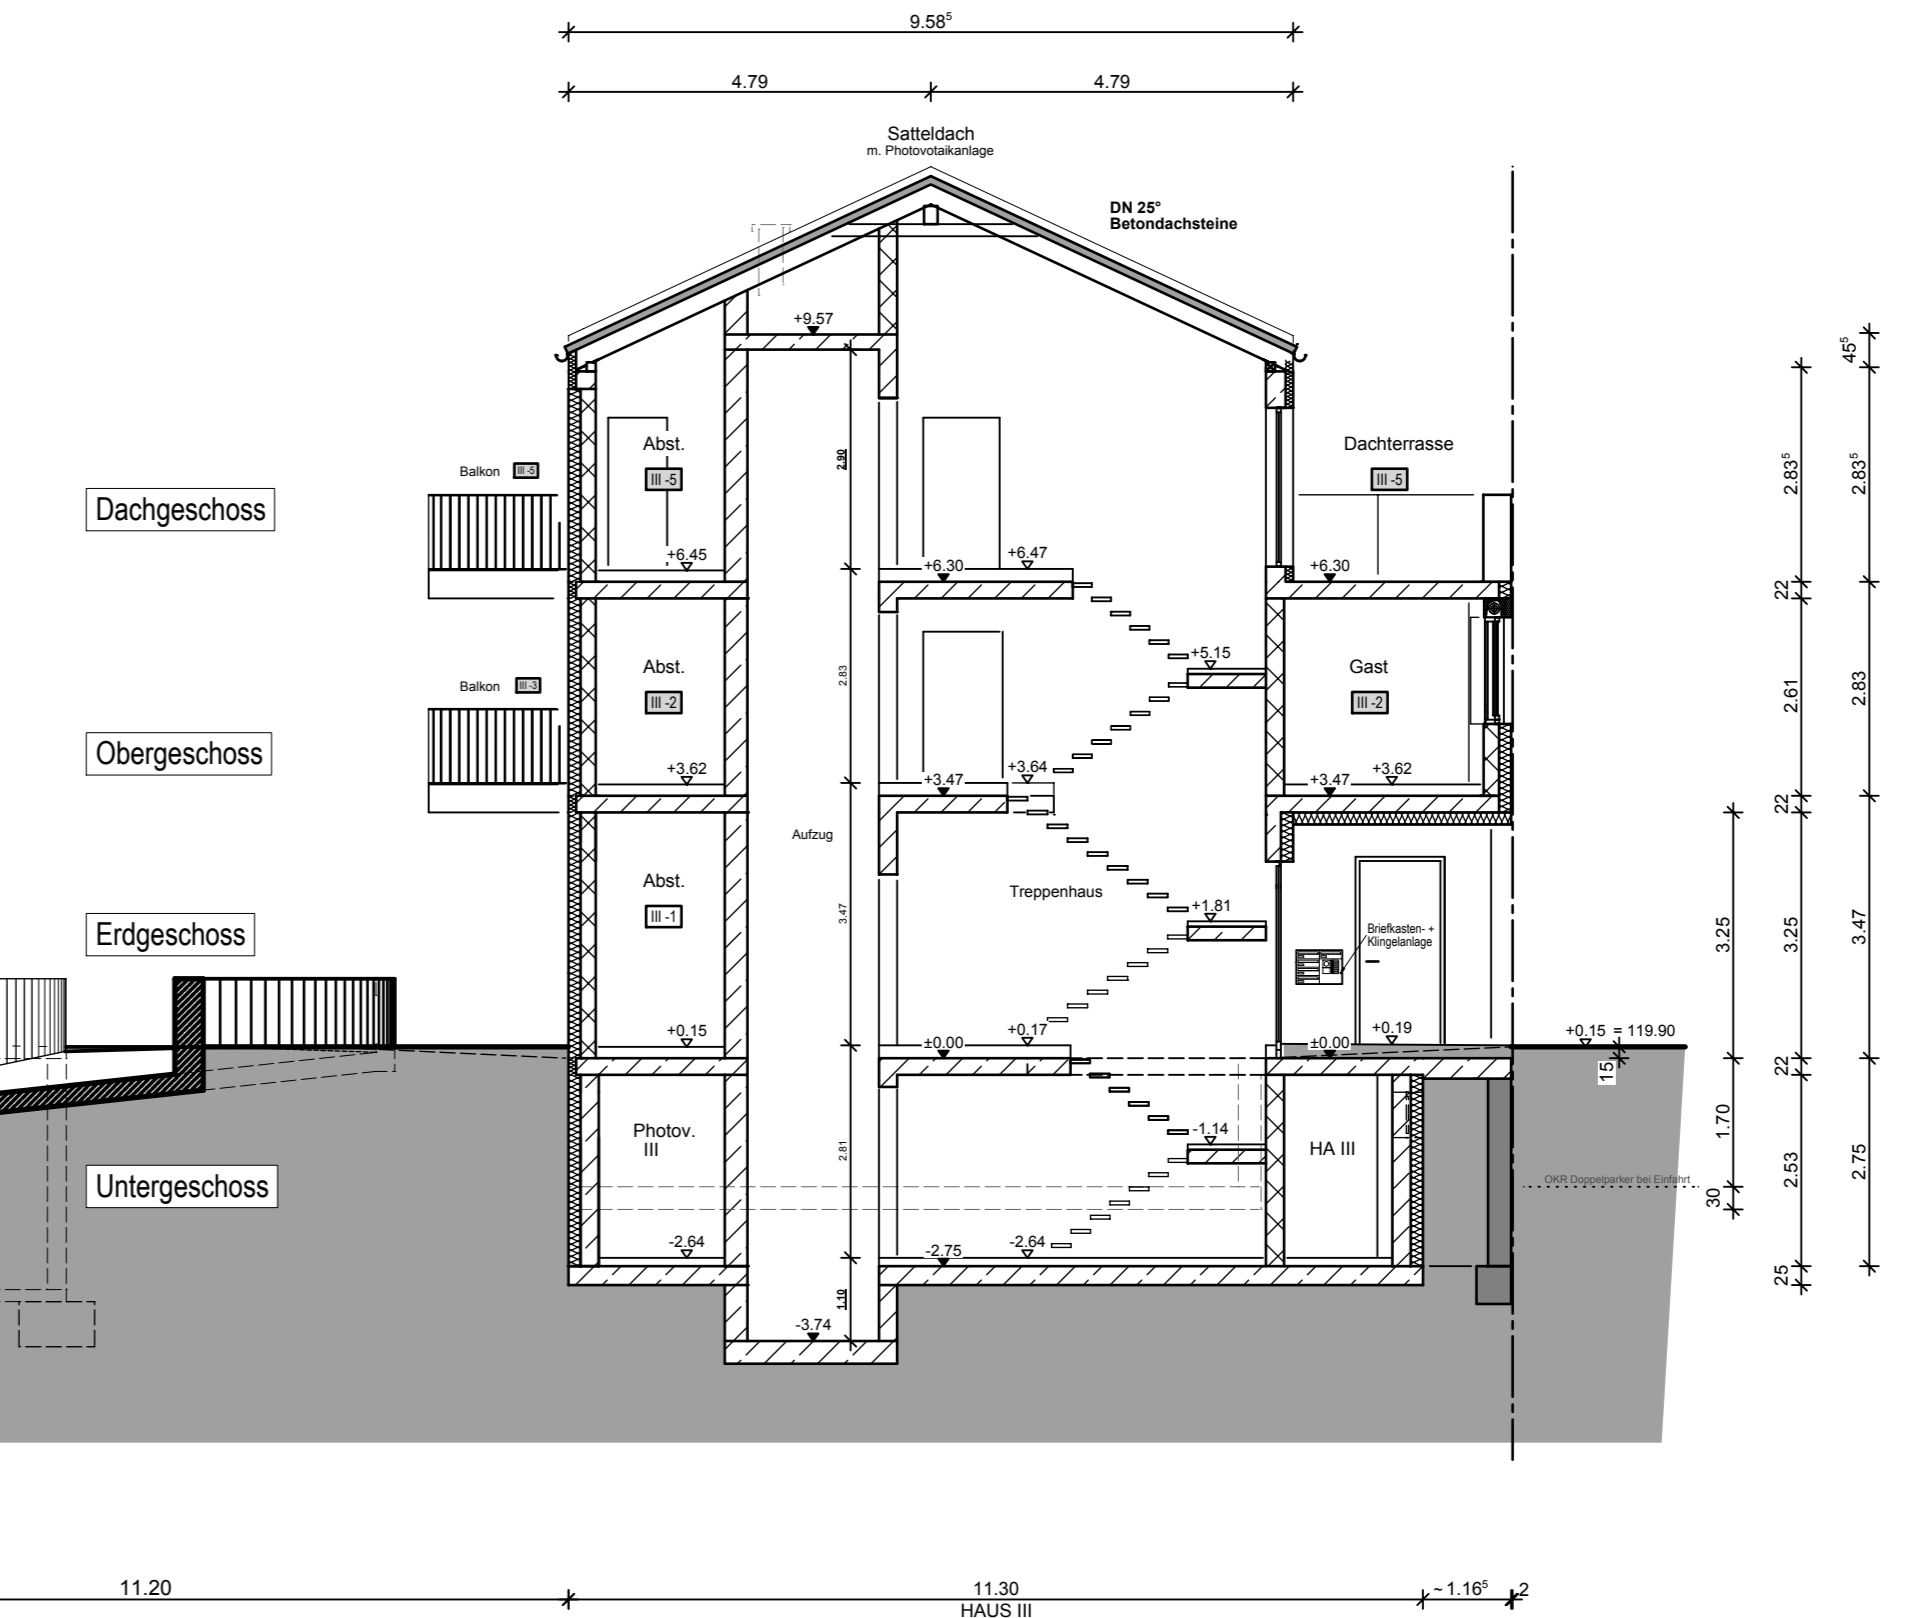 9.58⁵
4.79
4.79
Satteldach
m. Photovotaikanlage
DN 25°
Betondachsteine
+9.57
45⁵
Abst.
III -5
2.90
Dachterrasse
III -5
2.83⁵
2.83⁵
Balkon III -5
Dachgeschoss
+6.45
+6.30
+6.47
+6.30
22
+5.15
Abst.
III -2
2.83
Gast
III -2
2.61
2.83
Balkon III -3
Obergeschoss
+3.62
+3.47
+3.64
+3.47
+3.62
22
Aufzug
Abst.
III -1
Treppenhaus
3.47
+1.81
Briefkasten- +
Klingelanlage
3.25
3.25
3.47
Erdgeschoss
+0.15
±0.00
+0.17
±0.00
+0.19
+0.15 = 119.90
15
22
Photov.
III
2.81
-1.14
HA III
1.70
2.53
2.75
Untergeschoss
OKR Doppelparker bei Einfahrt
30
-2.64
-2.75
-2.64
25
1.10
-3.74
11.20
11.30
HAUS III
~ 1.16⁵
2